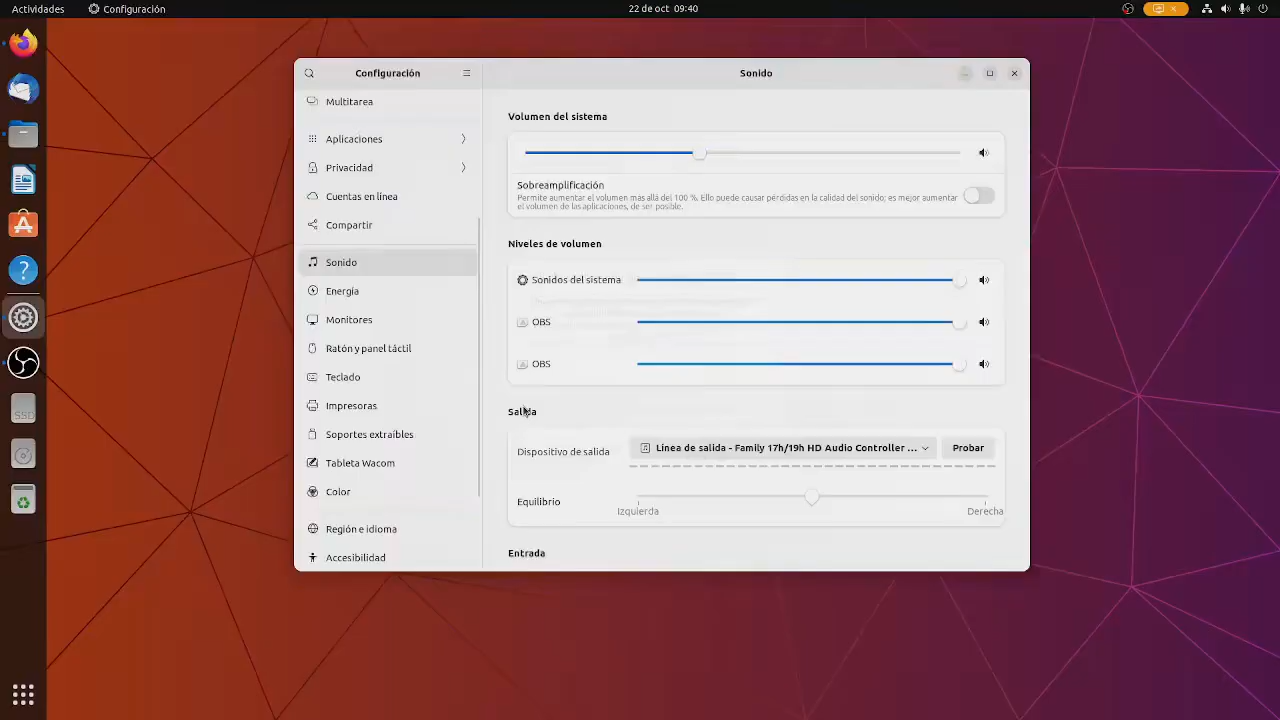 Actividades
Configuración
22 de oct 09:40
Configuración
Sonido
Multitarea
Aplicaciones
Privacidad
Cuentas en línea
Compartir
Sonido
Energía
Monitores
Ratón y panel táctil
Teclado
Impresoras
Soportes extraíbles
Tableta Wacom
Color
Región e idioma
Accesibilidad
Volumen del sistema
Sobreamplificación
Permite aumentar el volumen más allá del 100 %. Ello puede causar pérdidas en la calidad del sonido; es mejor aumentar
el volumen de las aplicaciones, de ser posible.
Niveles de volumen
Sonidos del sistema
OBS
OBS
Salida
Dispositivo de salida
Línea de salida - Family 17h/19h HD Audio Controller ...
Probar
Equilibrio
Izquierda
Derecha
Entrada
SSD